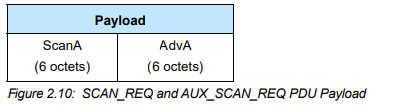 Payload
ScanA AdvA
(6 octets) (6 octets)
Figure 2.10: SCAN_REQ and AUX_SCAN_REQ PDU Payload